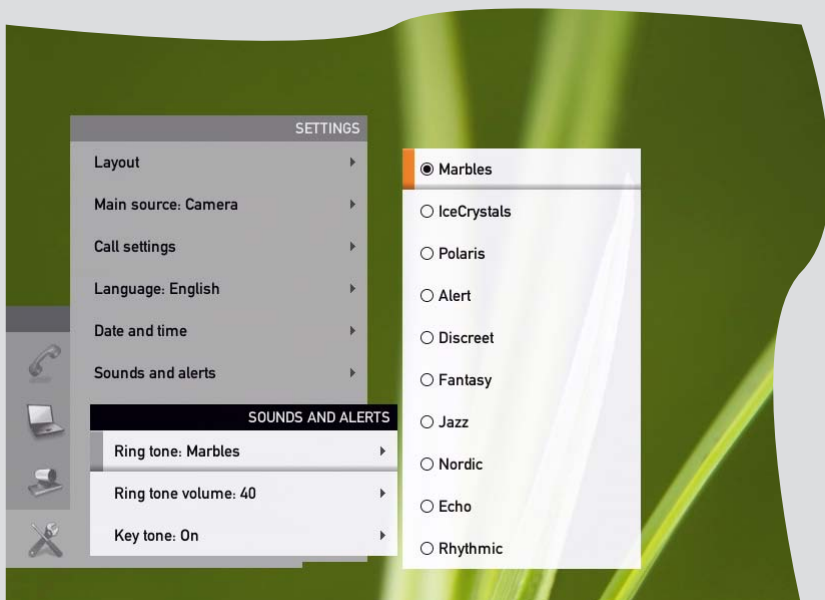 SETTINGS
Layout
Main source: Camera
Call settings
Language: English
Date and time
Sounds and alerts
SOUNDS AND ALERTS
Ring tone: Marbles
Ring tone volume: 40
Key tone: On
Marbles
IceCrystals
Polaris
Alert
Discreet
Fantasy
Jazz
Nordic
Echo
Rhythmic